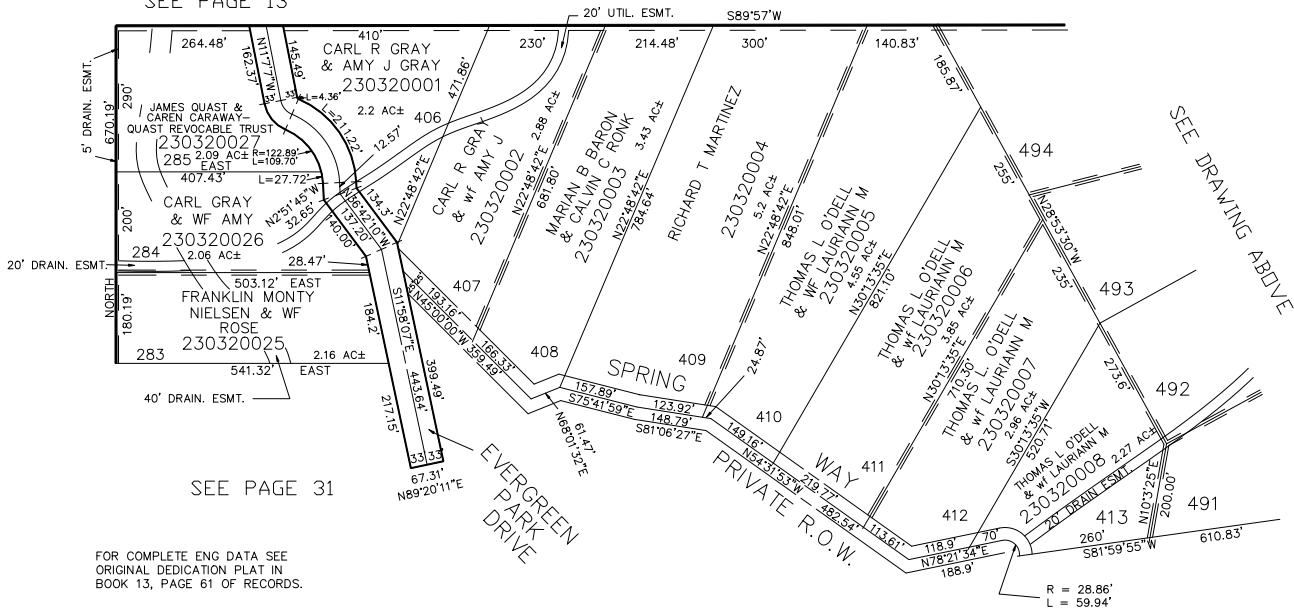 SEE PAGE 13
20' UTIL. ESMT.
S89°57'W
264.48'
410'
230'
214.48'
300'
140.83'
5' DRAIN. ESMT.
670.19'
290'
162.37'
N11°7'7"W
145.49'
33' 33'
L=4.36'
L=211.22'
CARL R GRAY
& AMY J GRAY
230320001
2.2 AC±
406
12.57'
471.86'
N22°48'42"E
JAMES QUAST &
CAREN CARAWAY-
QUAST REVOCABLE TRUST
230320027
285
2.09 AC±
R=122.89'
L=109.70'
EAST
407.43'
L=27.72'
CARL GRAY
& WF AMY
230320026
2.06 AC±
284
200'
N2°51'45"W
32.65'
134.3'
N36°42'10"W
137.20'
140.00'
28.47'
20' DRAIN. ESMT.
503.12' EAST
NORTH
180.19'
FRANKLIN MONTY
NIELSEN & WF
ROSE
230320025
283
2.16 AC±
541.32'
EAST
40' DRAIN. ESMT.
184.2'
S11°58'07"E
399.49'
443.64'
217.15'
33' 33'
67.31'
N89°20'11"E
EVERGREEN
PARK
DRIVE
SEE PAGE 31
CARL R GRAY
& wf AMY J
230320002
2.88 AC±
N22°48'42"E
681.80'
407
193.16'
N45°00'00"W
359.49'
166.33'
MARIAN B BARON
& CALVIN C RONK
230320003
3.43 AC±
N22°48'42"E
784.64'
408
61.47'
N68°01'32"E
RICHARD T MARTINEZ
230320004
5.2 AC±
N22°48'42"E
848.01'
409
24.87'
SPRING
WAY
PRIVATE R.O.W.
157.89'
S75°41'59"E
123.92'
148.79'
S81°06'27"E
THOMAS L O'DELL
& WF LAURIANN M
230320005
4.55 AC±
N30°13'35"E
821.10'
410
149.16'
N54°31'53"W
219.77'
482.54'
THOMAS L. O'DELL
& wf LAURIANN M
230320006
3.85 AC±
N30°13'35"E
710.30'
411
113.61'
THOMAS L. O'DELL
& wf LAURIANN M
230320007
2.96 AC±
S30°13'35"W
520.71'
412
118.9'
70'
N78°21'34"E
188.9'
THOMAS L O'DELL
& wf LAURIANN M
230320008
2.27 AC±
20' DRAIN ESMT.
413
260'
S81°59'55"W
610.83'
N10°3'25"E
200.00'
491
492
493
494
185.87'
255'
N28°53'30"W
235'
273.6'
SEE DRAWING ABOVE
R = 28.86'
L = 59.94'
FOR COMPLETE ENG DATA SEE
ORIGINAL DEDICATION PLAT IN
BOOK 13, PAGE 61 OF RECORDS.